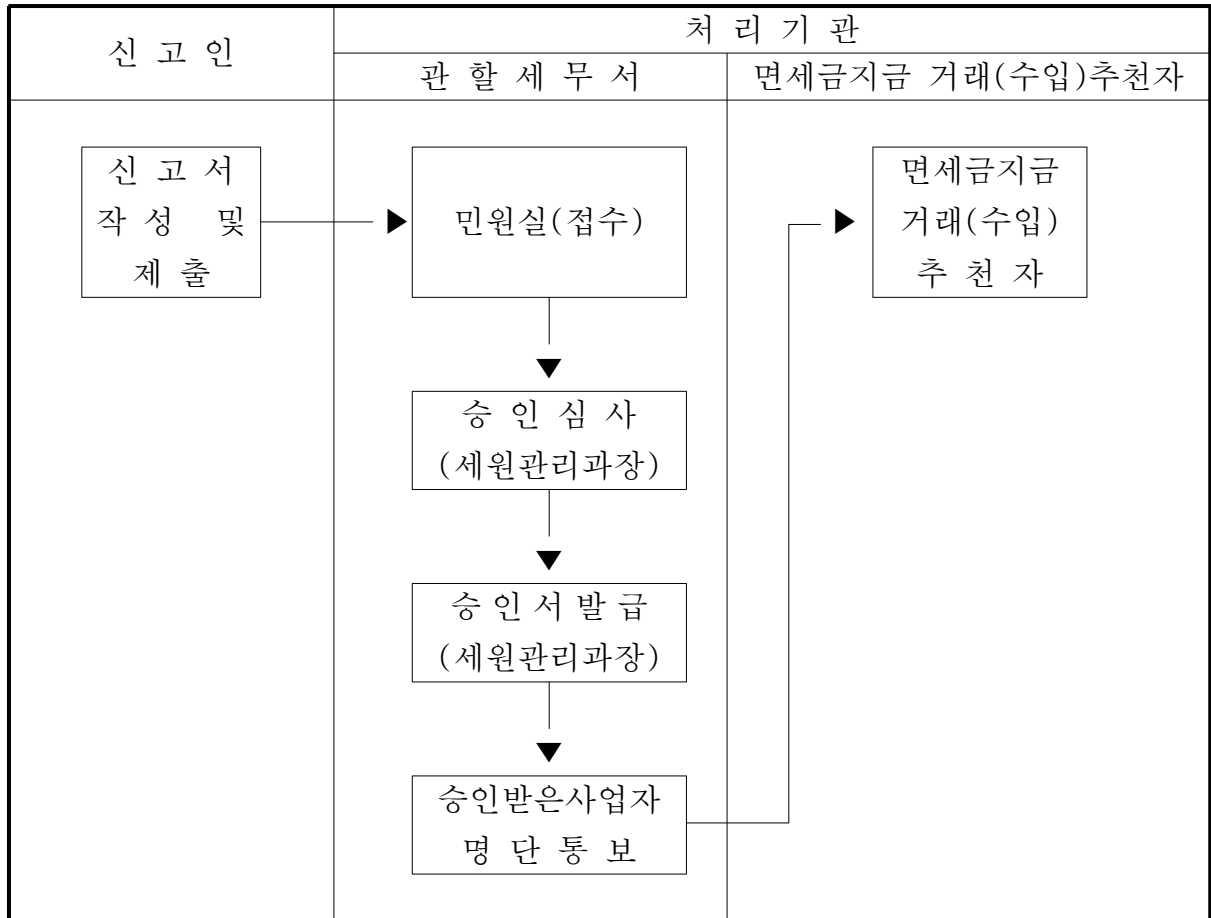 신 고 인
처 리 기 관
관 할 세 무 서
면세금지금 거래(수입)추천자
신 고 서
작 성 및
제 출
민원실(접수)
면세금지금
거래(수입)
추 천 자
승 인 심 사
(세원관리과장)
승 인 서 발 급
(세원관리과장)
승인받은사업자
명 단 통 보